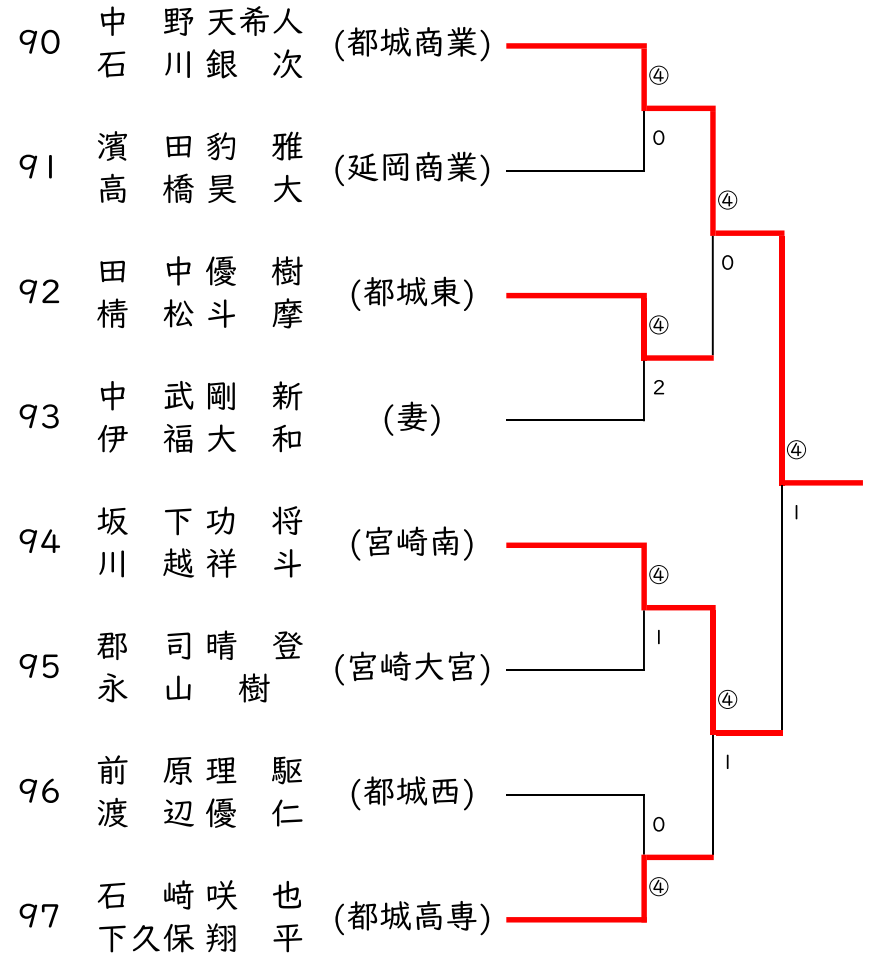 90 中 野 天希人 (都城商業)
石 川 銀 次
④
0
91 濱 田 豹 雅 (延岡商業)
高 橋 昊 大
④
0
92 田 中 優 樹 (都城東)
棈 松 斗 摩
④
2
93 中 武 剛 新 (妻)
伊 福 大 和
④
1
94 坂 下 功 将 (宮崎南)
川 越 祥 斗
④
1
95 郡 司 晴 登 (宮崎大宮)
永 山 樹
④
1
96 前 原 理 駆 (都城西)
渡 辺 優 仁
0
④
97 石 﨑 咲 也 (都城高専)
下久保 翔 平